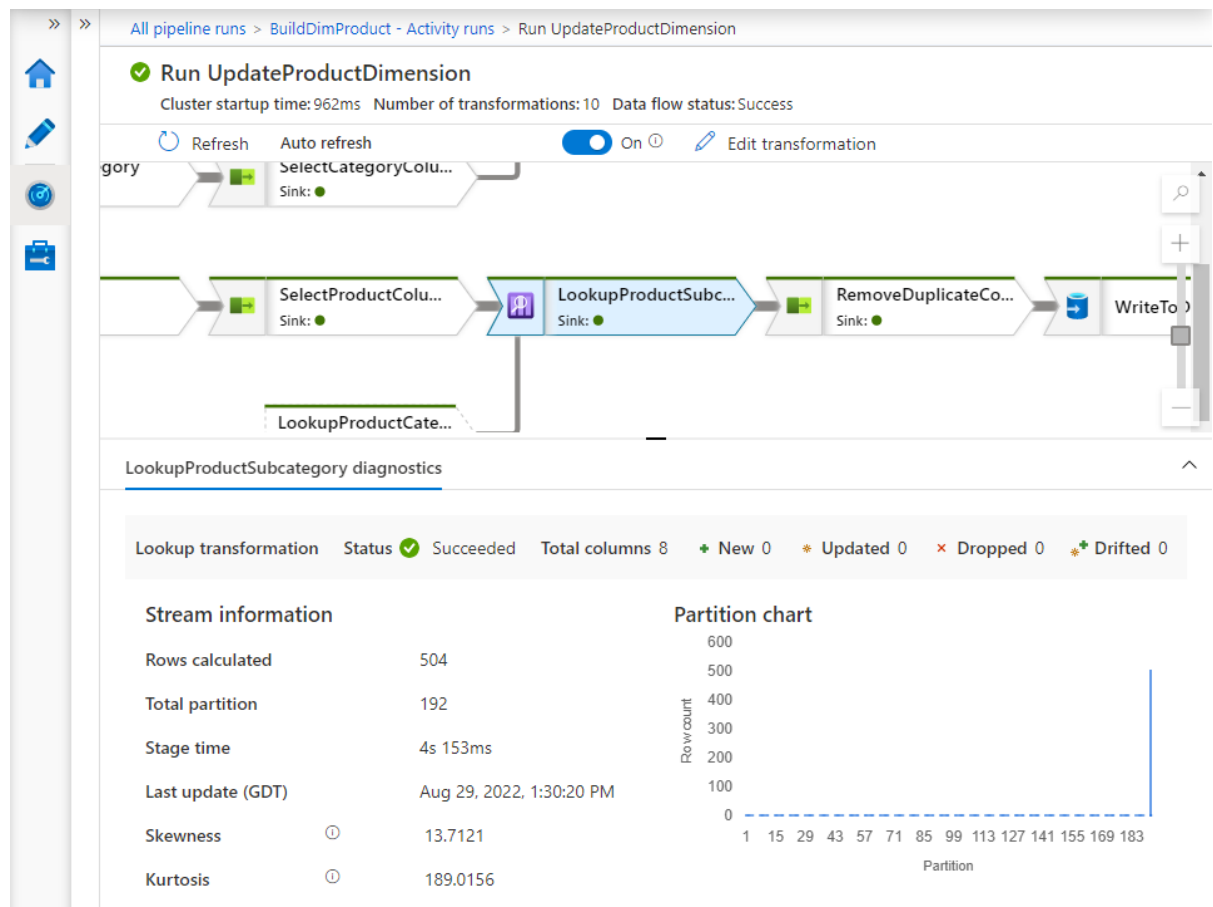 All pipeline runs > BuildDimProduct - Activity runs > Run UpdateProductDimension
Run UpdateProductDimension
Cluster startup time: 962ms Number of transformations: 10 Data flow status: Success
Refresh Auto refresh On Edit transformation
gory SelectCategoryColu...
Sink:
SelectProductColu... LookupProductSubc... RemoveDuplicateCo...
Sink: Sink: Sink:
WriteTo
LookupProductCate...
LookupProductSubcategory diagnostics
Lookup transformation Status Succeeded Total columns 8 New 0 Updated 0 Dropped 0 Drifted 0
Stream information
Rows calculated 504
Total partition 192
Stage time 4s 153ms
Last update (GDT) Aug 29, 2022, 1:30:20 PM
Skewness 13.7121
Kurtosis 189.0156
Partition chart
600
500
400
300
200
100
0
Row count
1 15 29 43 57 71 85 99 113 127 141 155 169 183
Partition